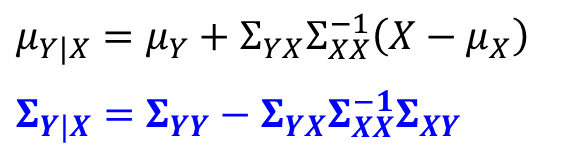 μ_{Y|X} = μ_Y + Σ_{YX}Σ_{XX}^{-1}(X − μ_X)
Σ_{Y|X} = Σ_{YY} − Σ_{YX}Σ_{XX}^{-1}Σ_{XY}